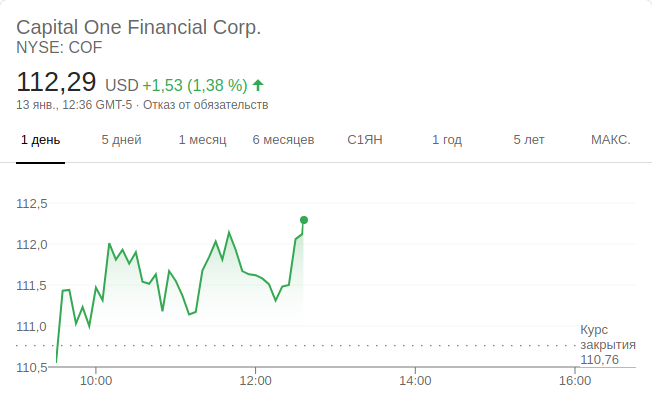 Capital One Financial Corp.
NYSE: COF
112,29 USD +1,53 (1,38 %)
13 янв., 12:36 GMT-5 · Отказ от обязательств
1 день 5 дней 1 месяц 6 месяцев С1ЯН 1 год 5 лет МАКС.
112,5
112,0
111,5
111,0
Курс
закрытия
110,76
110,5
10:00 12:00 14:00 16:00